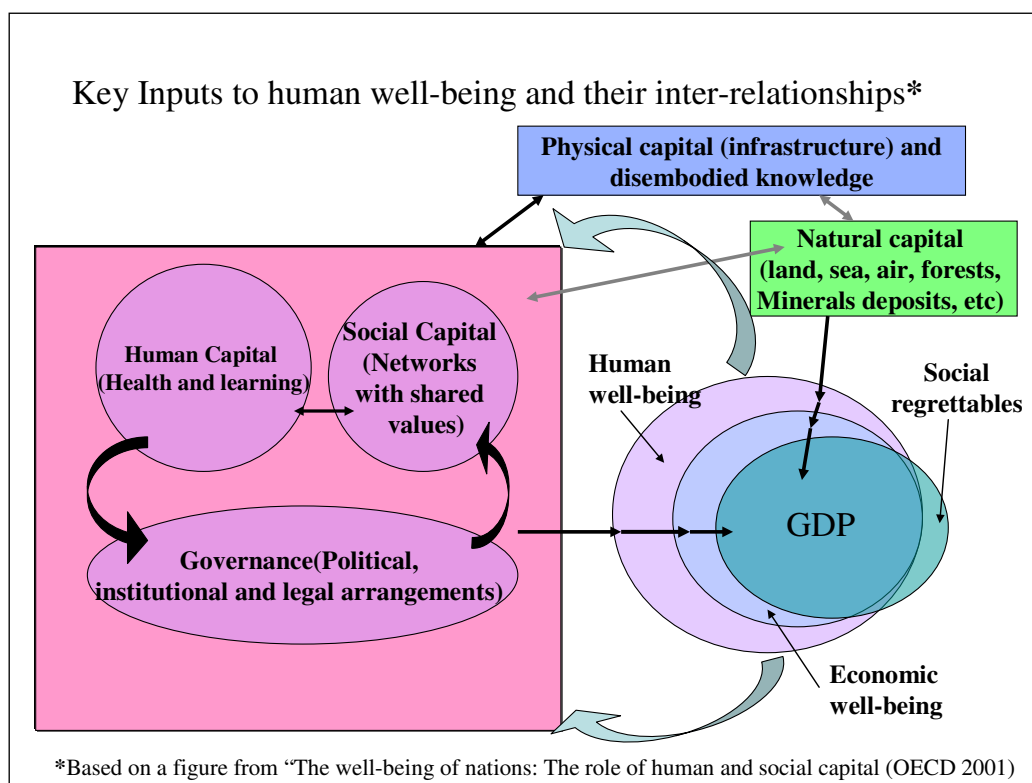 Key Inputs to human well-being and their inter-relationships*
Physical capital (infrastructure) and
disembodied knowledge
Natural capital
(land, sea, air, forests,
Minerals deposits, etc)
Human Capital
(Health and learning)
Social Capital
(Networks
with shared
values)
Human
well-being
Social
regrettables
GDP
Governance(Political,
institutional and legal arrangements)
Economic
well-being
*Based on a figure from “The well-being of nations: The role of human and social capital (OECD 2001)